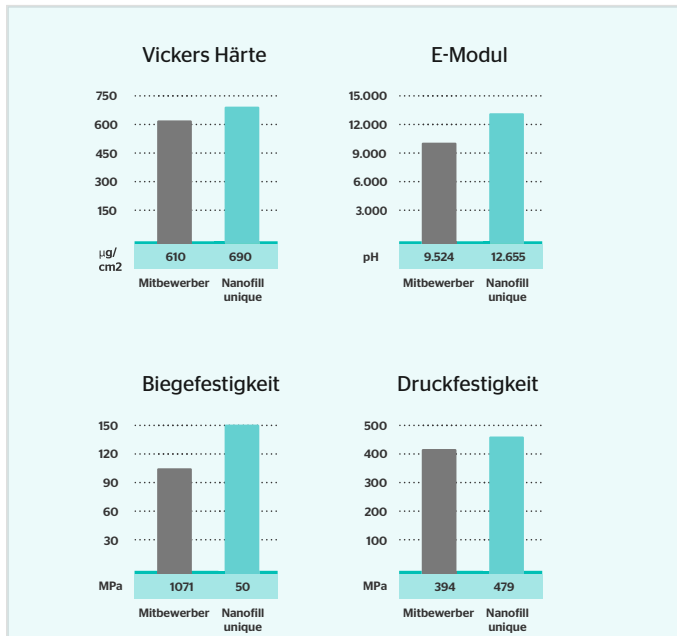 Vickers Härte
750
600
450
300
150
µg/
cm2
610 690
Mitbewerber Nanofill
unique
E-Modul
15.000
12.000
9.000
6.000
3.000
pH 9.524 12.655
Mitbewerber Nanofill
unique
Biegefestigkeit
150
120
90
60
30
MPa 1071 50
Mitbewerber Nanofill
unique
Druckfestigkeit
500
400
300
200
100
MPa 394 479
Mitbewerber Nanofill
unique